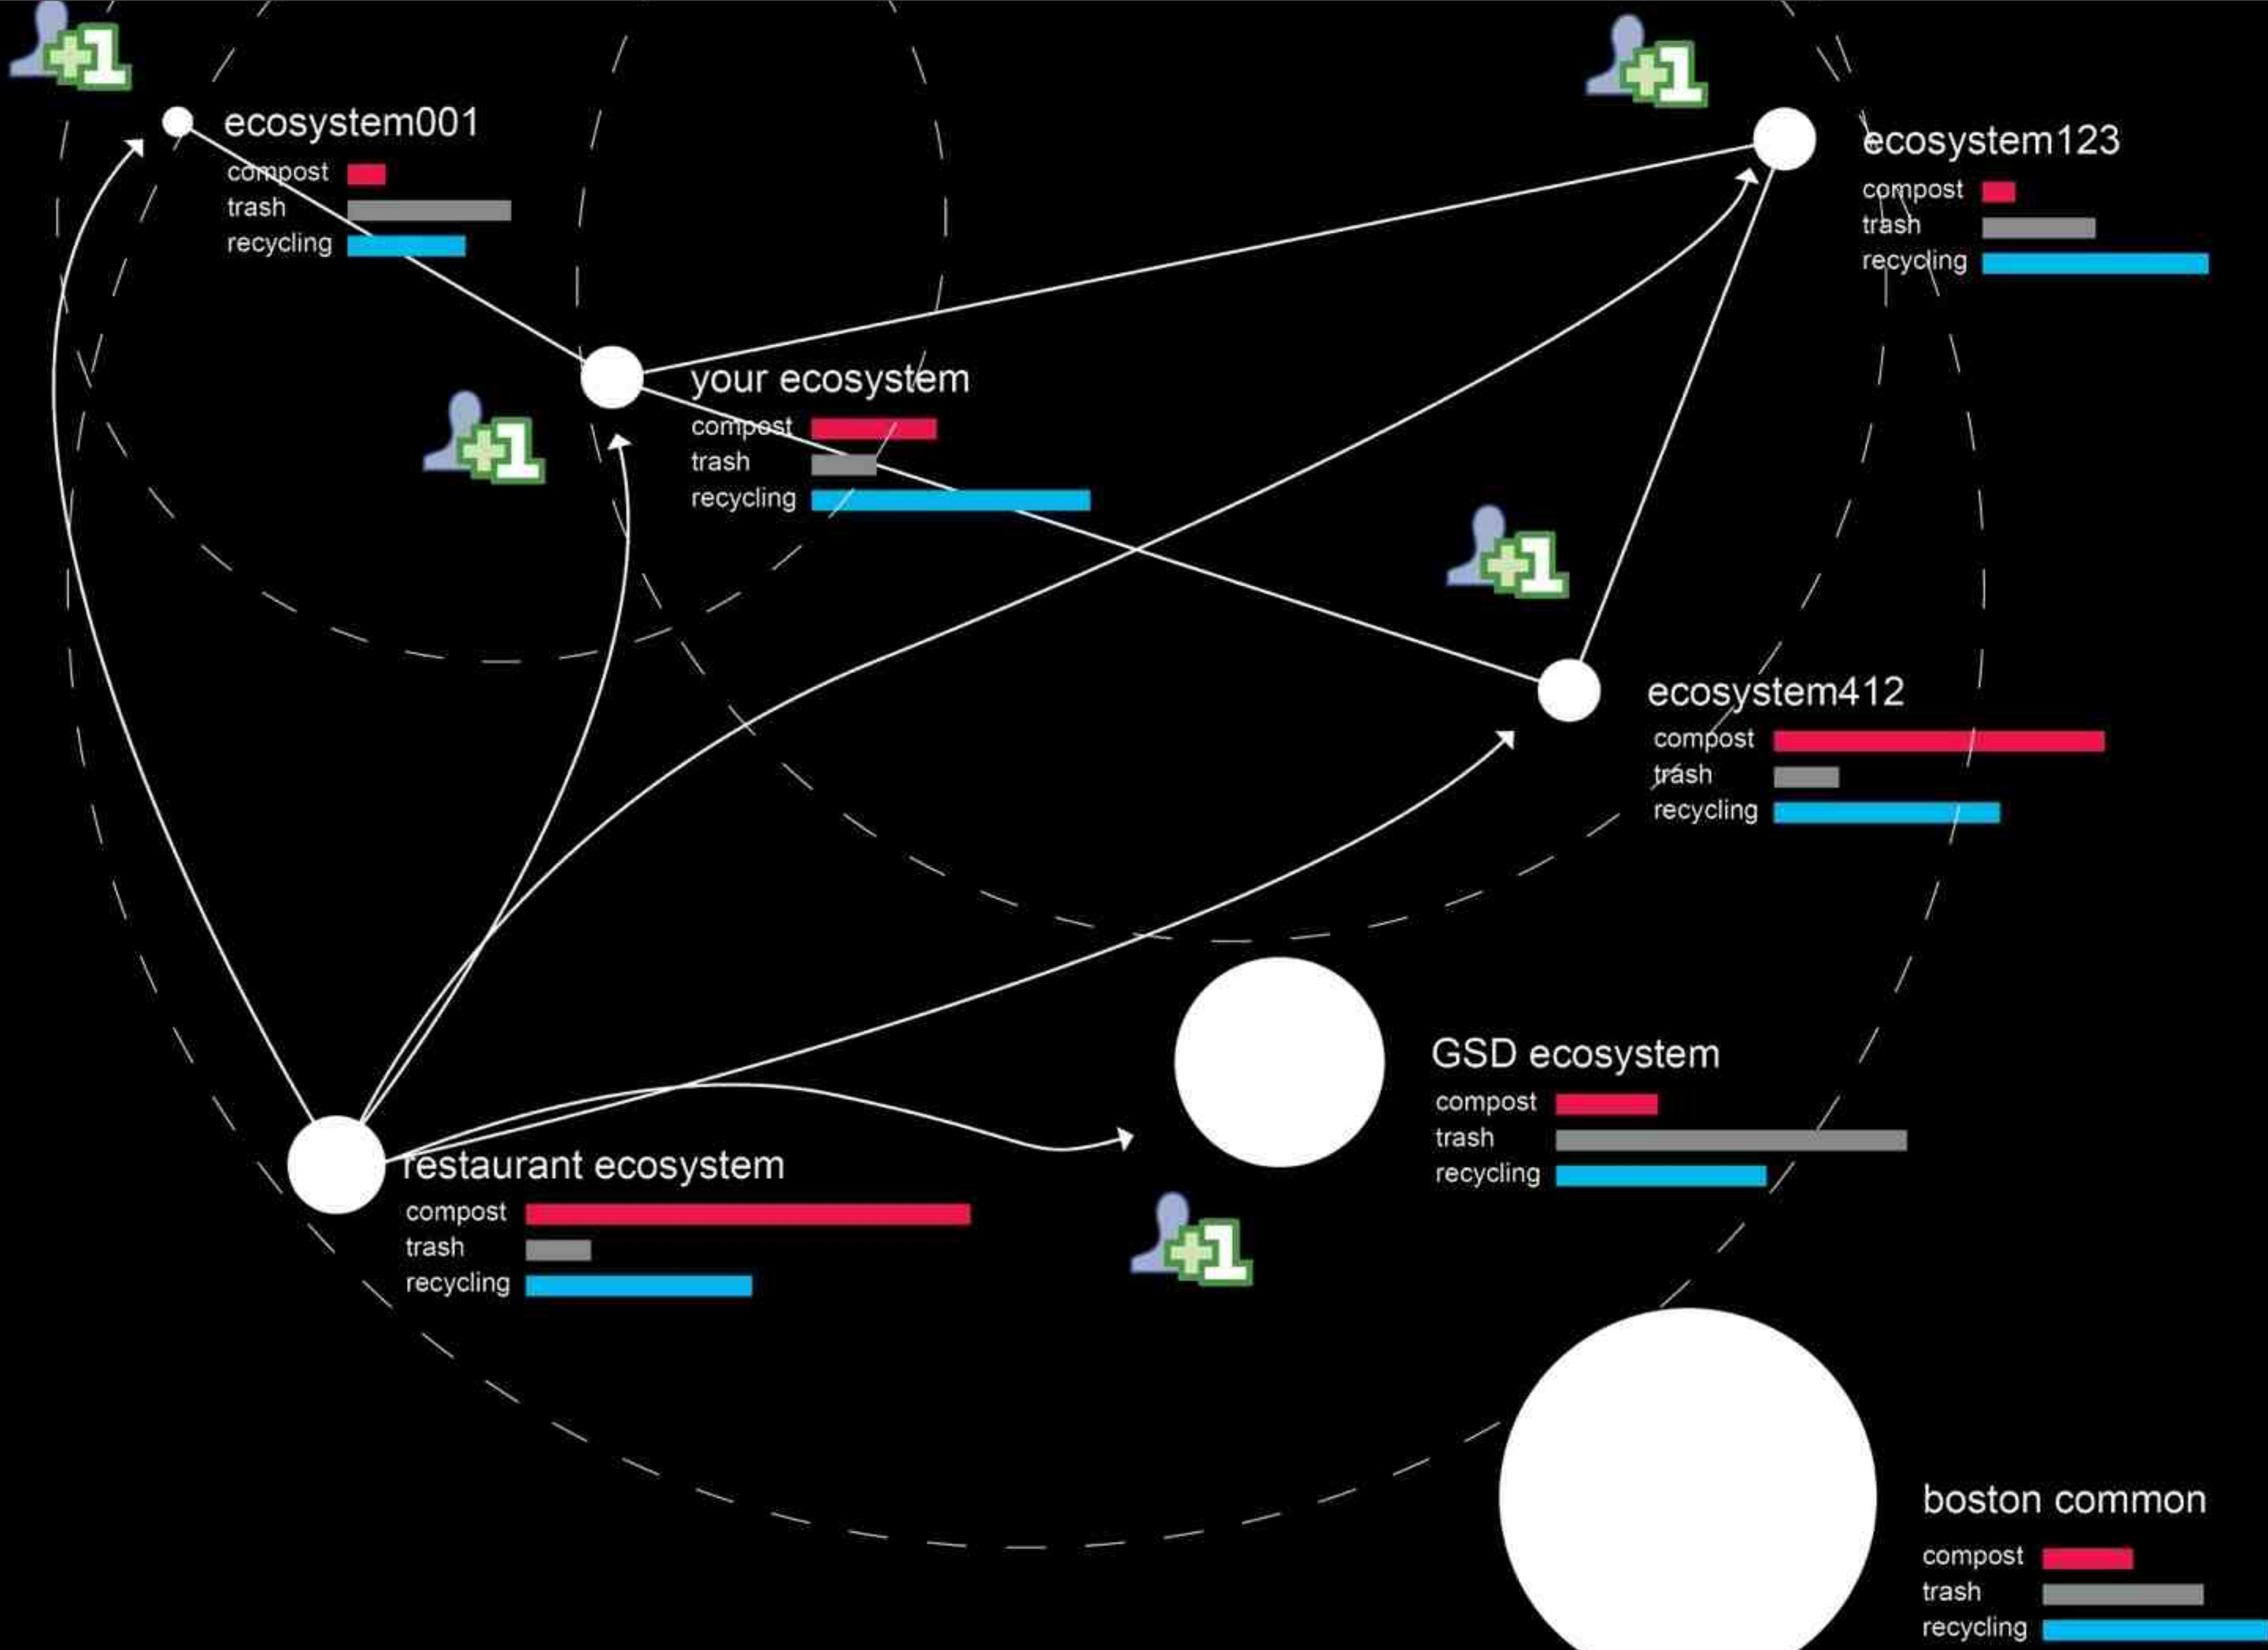 +1
+1
ecosystem001
compost
trash
recycling
ecosystem123
compost
trash
recycling
your ecosystem
compost
trash
recycling
+1
+1
ecosystem412
compost
trash
recycling
GSD ecosystem
compost
trash
recycling
restaurant ecosystem
compost
trash
recycling
+1
boston common
compost
trash
recycling